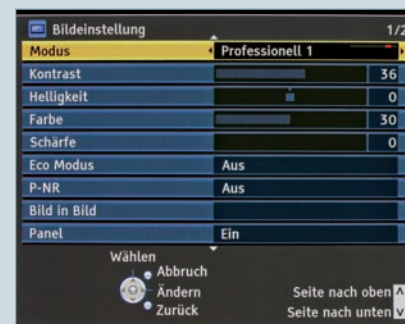 Bildeinstellung 1/2
Modus Professionell 1
Kontrast 36
Helligkeit 0
Farbe 30
Schärfe 0
Eco Modus Aus
P-NR Aus
Bild in Bild
Panel Ein
Wählen
Abbruch
Ändern Seite nach oben
Zurück Seite nach unten